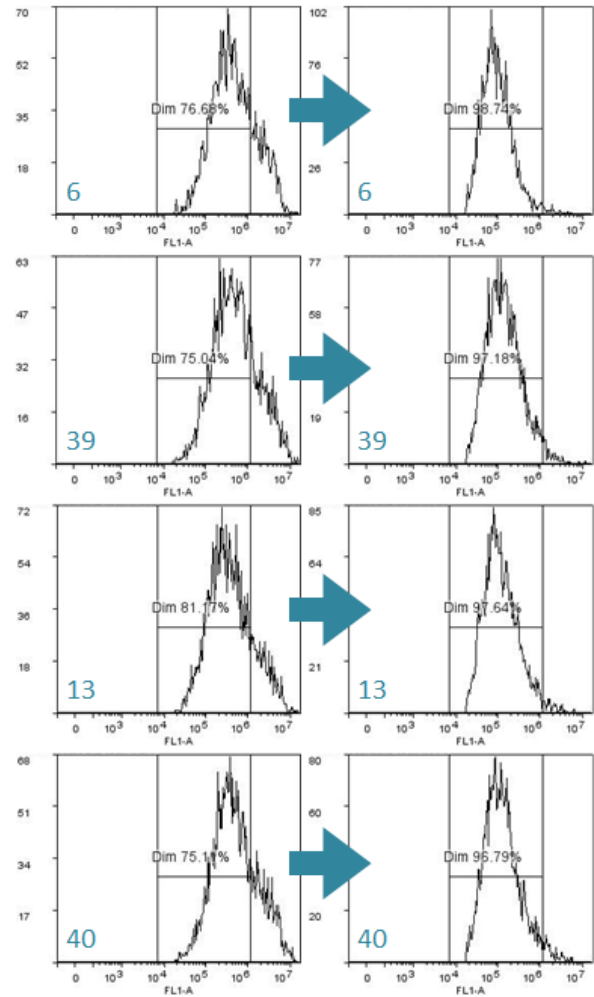 70
52
35
18
Dim 76.68%
6
0 10³ 10⁴ 10⁵ 10⁶ 10⁷
FL1-A
102
76
26
Dim 98.74%
6
0 10³ 10⁴ 10⁵ 10⁶ 10⁷
FL1-A
63
47
32
16
Dim 75.04%
39
0 10³ 10⁴ 10⁵ 10⁶ 10⁷
FL1-A
77
58
19
Dim 97.18%
39
0 10³ 10⁴ 10⁵ 10⁶ 10⁷
FL1-A
72
54
36
18
Dim 81.17%
13
0 10³ 10⁴ 10⁵ 10⁶ 10⁷
FL1-A
85
64
21
Dim 97.64%
13
0 10³ 10⁴ 10⁵ 10⁶ 10⁷
FL1-A
68
51
34
17
Dim 75.11%
40
0 10³ 10⁴ 10⁵ 10⁶ 10⁷
FL1-A
80
60
20
Dim 96.79%
40
0 10³ 10⁴ 10⁵ 10⁶ 10⁷
FL1-A